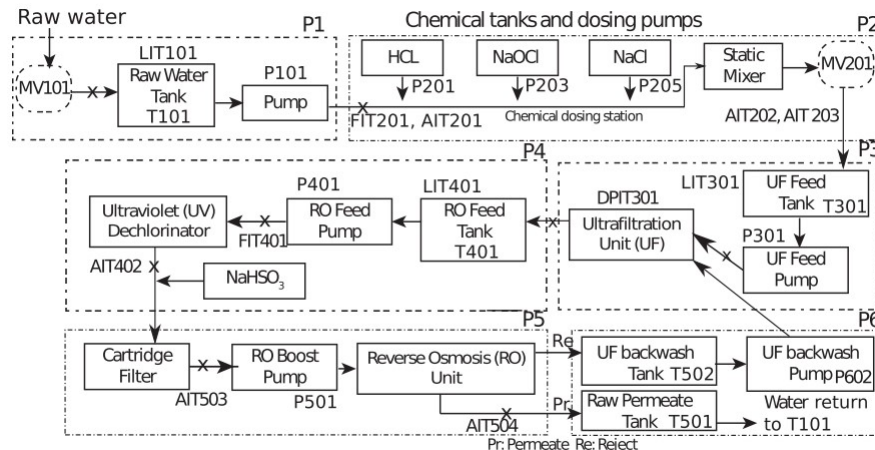 Raw water
P1
Chemical tanks and dosing pumps
P2
MV101
LIT101
Raw Water
Tank
T101
P101
Pump
HCL
P201
NaOCl
P203
NaCl
P205
Static
Mixer
MV201
FIT201, AIT201
Chemical dosing station
AIT202, AIT 203
P4
P3
Ultraviolet (UV)
Dechlorinator
FIT401
P401
RO Feed
Pump
LIT401
RO Feed
Tank
T401
DPIT301
Ultrafiltration
Unit (UF)
LIT301
UF Feed
Tank T301
P301
UF Feed
Pump
AIT402
NaHSO3
P5
P6
Cartridge
Filter
AIT503
RO Boost
Pump
P501
Reverse Osmosis (RO)
Unit
AIT504
Re
Pr
UF backwash
Tank T502
UF backwash
Pump P602
Raw Permeate
Tank T501
Water return
to T101
Pr: Permeate Re: Reject